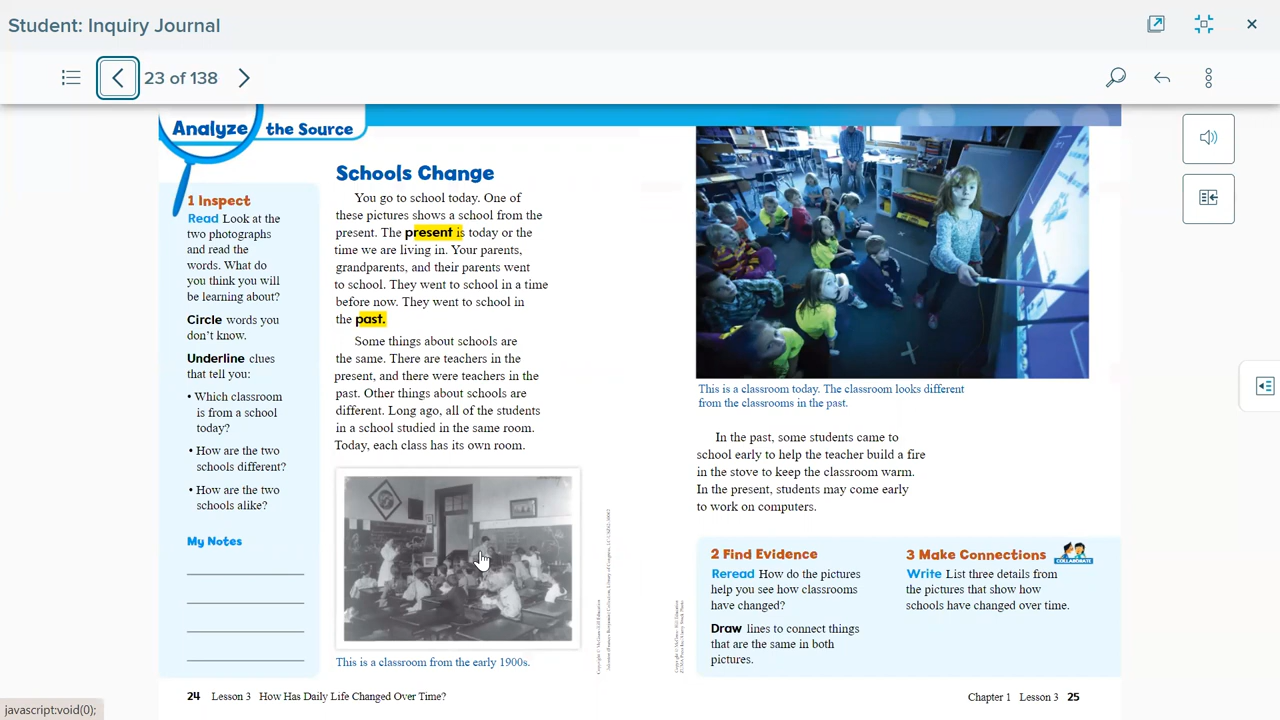 Student: Inquiry Journal
23 of 138
Analyze the Source
1 Inspect
Read Look at the
two photographs
and read the
words. What do
you think you will
be learning about?
Circle words you
don't know.
Underline clues
that tell you:
• Which classroom
is from a school
today?
• How are the two
schools different?
• How are the two
schools alike?
My Notes
Schools Change
You go to school today. One of
these pictures shows a school from the
present. The present is today or the
time we are living in. Your parents,
grandparents, and their parents went
to school. They went to school in a time
before now. They went to school in
the past.
Some things about schools are
the same. There are teachers in the
present, and there were teachers in the
past. Other things about schools are
different. Long ago, all of the students
in a school studied in the same room.
Today, each class has its own room.
This is a classroom from the early 1900s.
24 Lesson 3 How Has Daily Life Changed Over Time?
This is a classroom today. The classroom looks different
from the classrooms in the past.
In the past, some students came to
school early to help the teacher build a fire
in the stove to keep the classroom warm.
In the present, students may come early
to work on computers.
2 Find Evidence
Reread How do the pictures
help you see how classrooms
have changed?
Draw lines to connect things
that are the same in both
pictures.
3 Make Connections
COLLABORATE
Write List three details from
the pictures that show how
schools have changed over time.
Chapter 1 Lesson 3 25
javascript:void(0);